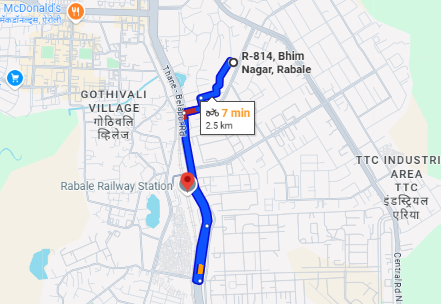 McDonald's
मॅकडॉनल्ड्स, ऐरोली
R-814, Bhim
Nagar, Rabale
GOTHIVALI
VILLAGE
गोठिवलि
व्हिलेज
Thane - Belapur Rd
7 min
2.5 km
TTC INDUSTRI
AREA
TTC
इंडस्ट्रियल
एरिया
Rabale Railway Station
Central Rd N